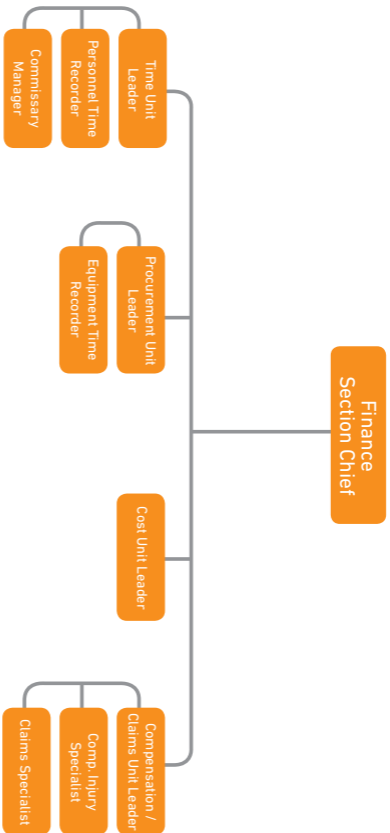 Finance
Section Chief
Time Unit
Leader
Personnel Time
Recorder
Commissary
Manager
Procurement Unit
Leader
Equipment Time
Recorder
Cost Unit Leader
Compensation /
Claims Unit Leader
Comp. Injury
Specialist
Claims Specialist